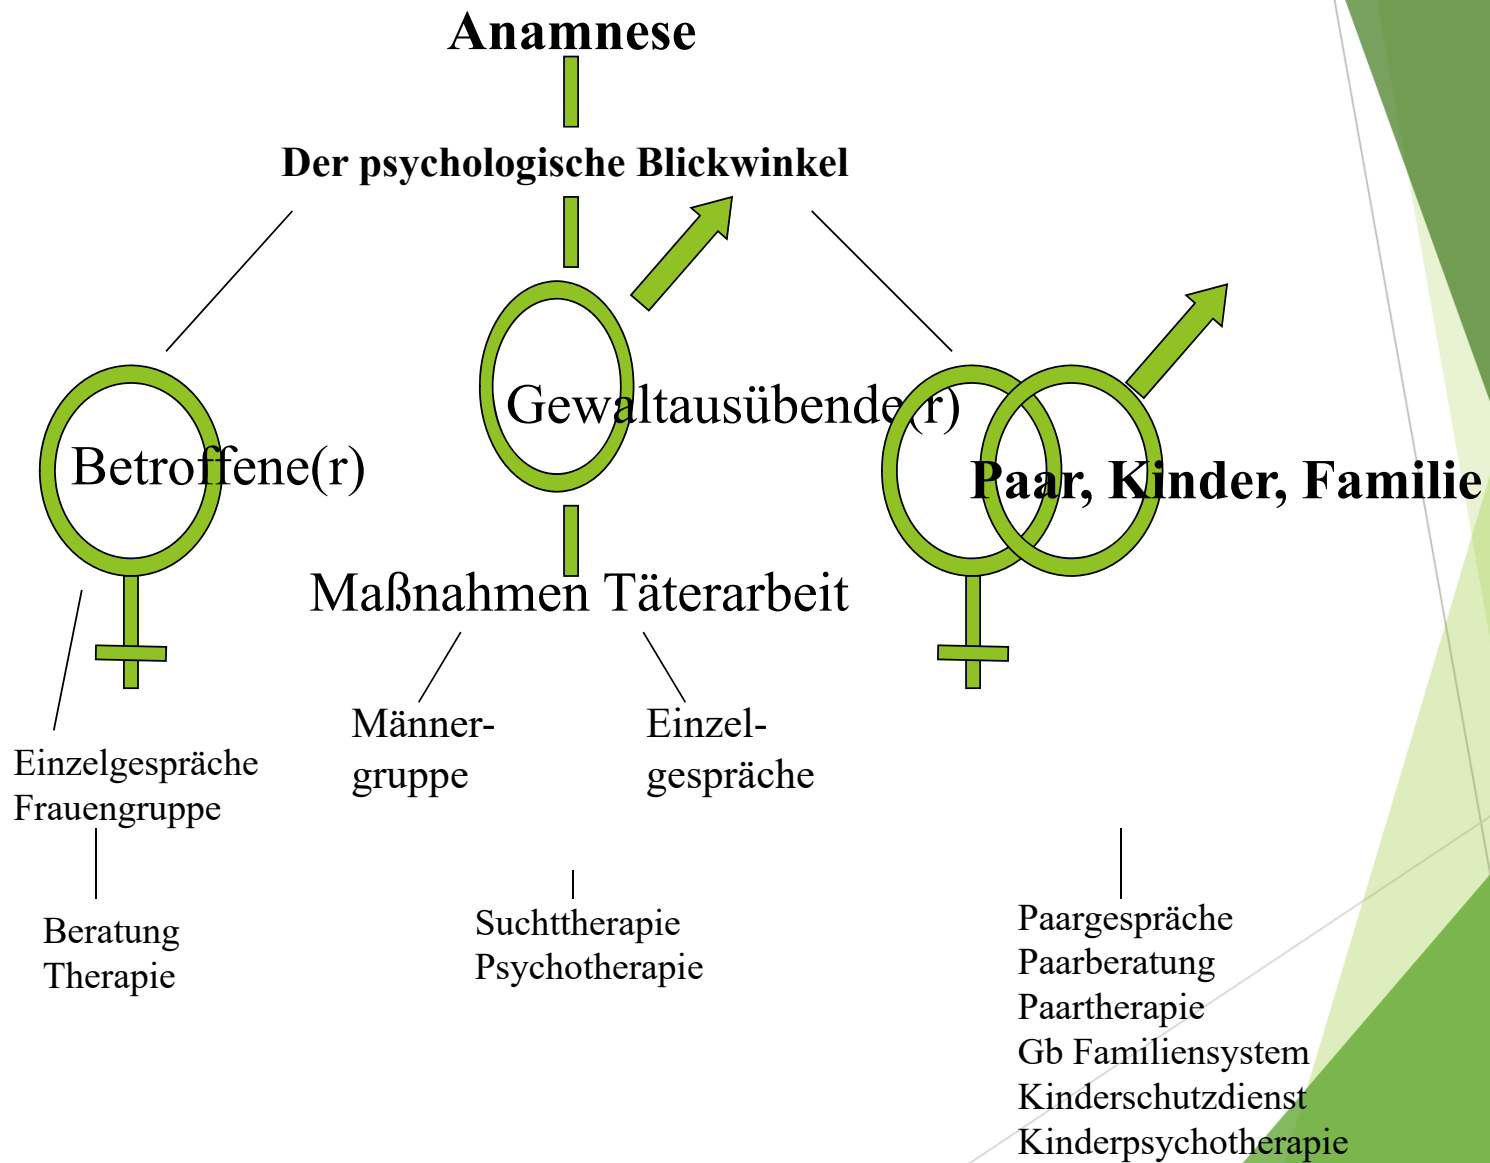 Anamnese
Der psychologische Blickwinkel
Betroffene(r)
Gewaltausübende(r)
Paar, Kinder, Familie
Maßnahmen Täterarbeit
Einzelgespräche
Frauengruppe
Männer-
gruppe
Einzel-
gespräche
Beratung
Therapie
Suchttherapie
Psychotherapie
Paargespräche
Paarberatung
Paartherapie
Gb Familiensystem
Kinderschutzdienst
Kinderpsychotherapie